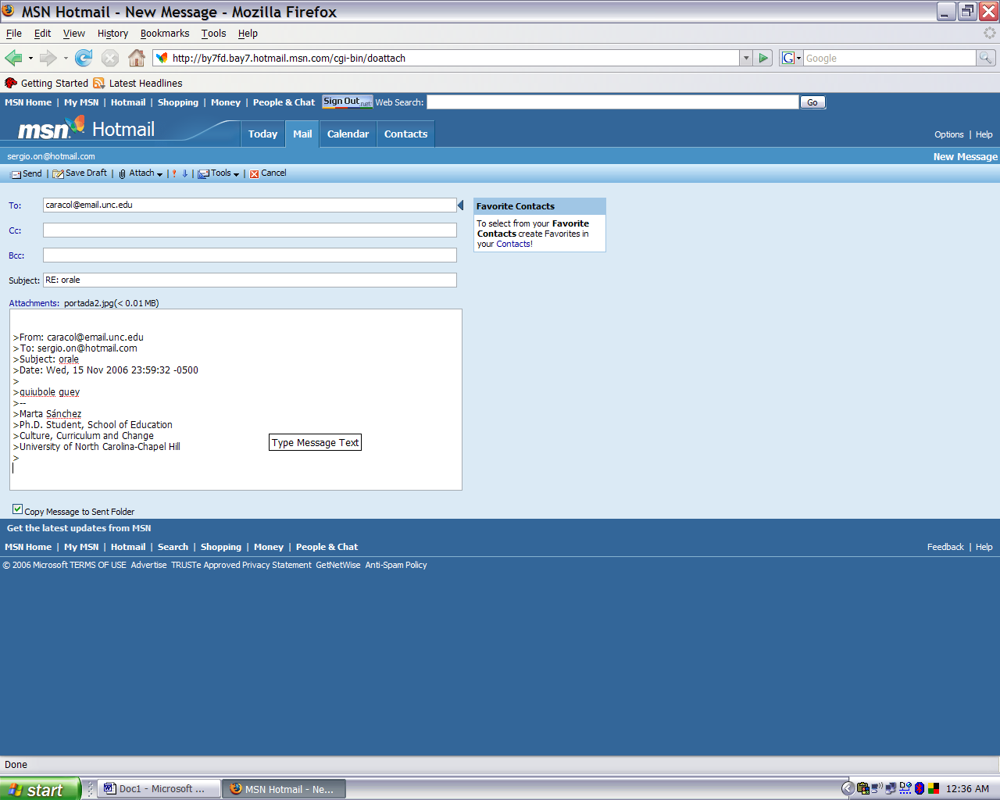 MSN Hotmail - New Message - Mozilla Firefox
File Edit View History Bookmarks Tools Help
http://by7fd.bay7.hotmail.msn.com/cgi-bin/doattach
G Google
Getting Started Latest Headlines
MSN Home | My MSN | Hotmail | Shopping | Money | People & Chat Sign Out.net Web Search: Go
msn Hotmail Today Mail Calendar Contacts Options | Help
sergio.on@hotmail.com New Message
Send | Save Draft | Attach | ! | Tools | Cancel
To: caracol@email.unc.edu
Cc:
Bcc:
Subject: RE: orale
Favorite Contacts
To select from your Favorite
Contacts create Favorites in
your Contacts!
Attachments: portada2.jpg(< 0.01 MB)
>From: caracol@email.unc.edu
>To: sergio.on@hotmail.com
>Subject: orale
>Date: Wed, 15 Nov 2006 23:59:32 -0500
>
>quiubole guey
>--
>Marta Sánchez
>Ph.D. Student, School of Education
>Culture, Curriculum and Change
>University of North Carolina-Chapel Hill
>
Type Message Text
Copy Message to Sent Folder
Get the latest updates from MSN
MSN Home | My MSN | Hotmail | Search | Shopping | Money | People & Chat Feedback | Help
© 2006 Microsoft TERMS OF USE Advertise TRUSTe Approved Privacy Statement GetNetWise Anti-Spam Policy
Done
start Doc1 - Microsoft ... MSN Hotmail - Ne... 12:36 AM